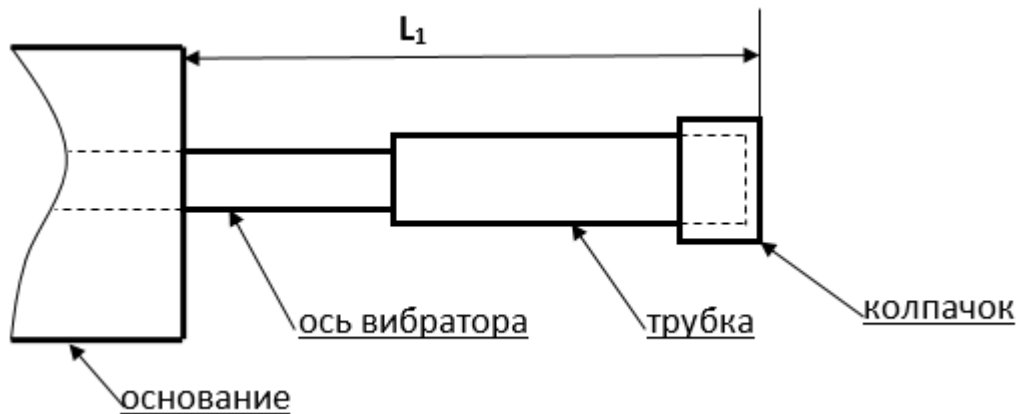 L₁
ось вибратора
трубка
колпачок
основание